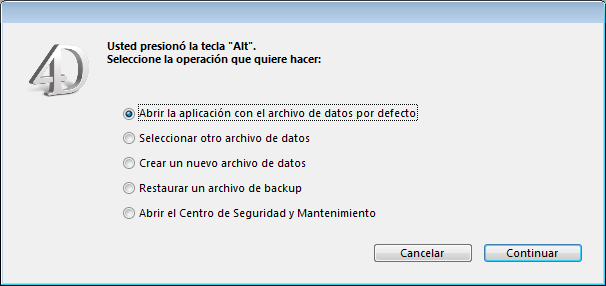 4D
Usted presionó la tecla "Alt".
Seleccione la operación que quiere hacer:
Abrir la aplicación con el archivo de datos por defecto
Seleccionar otro archivo de datos
Crear un nuevo archivo de datos
Restaurar un archivo de backup
Abrir el Centro de Seguridad y Mantenimiento
Cancelar
Continuar